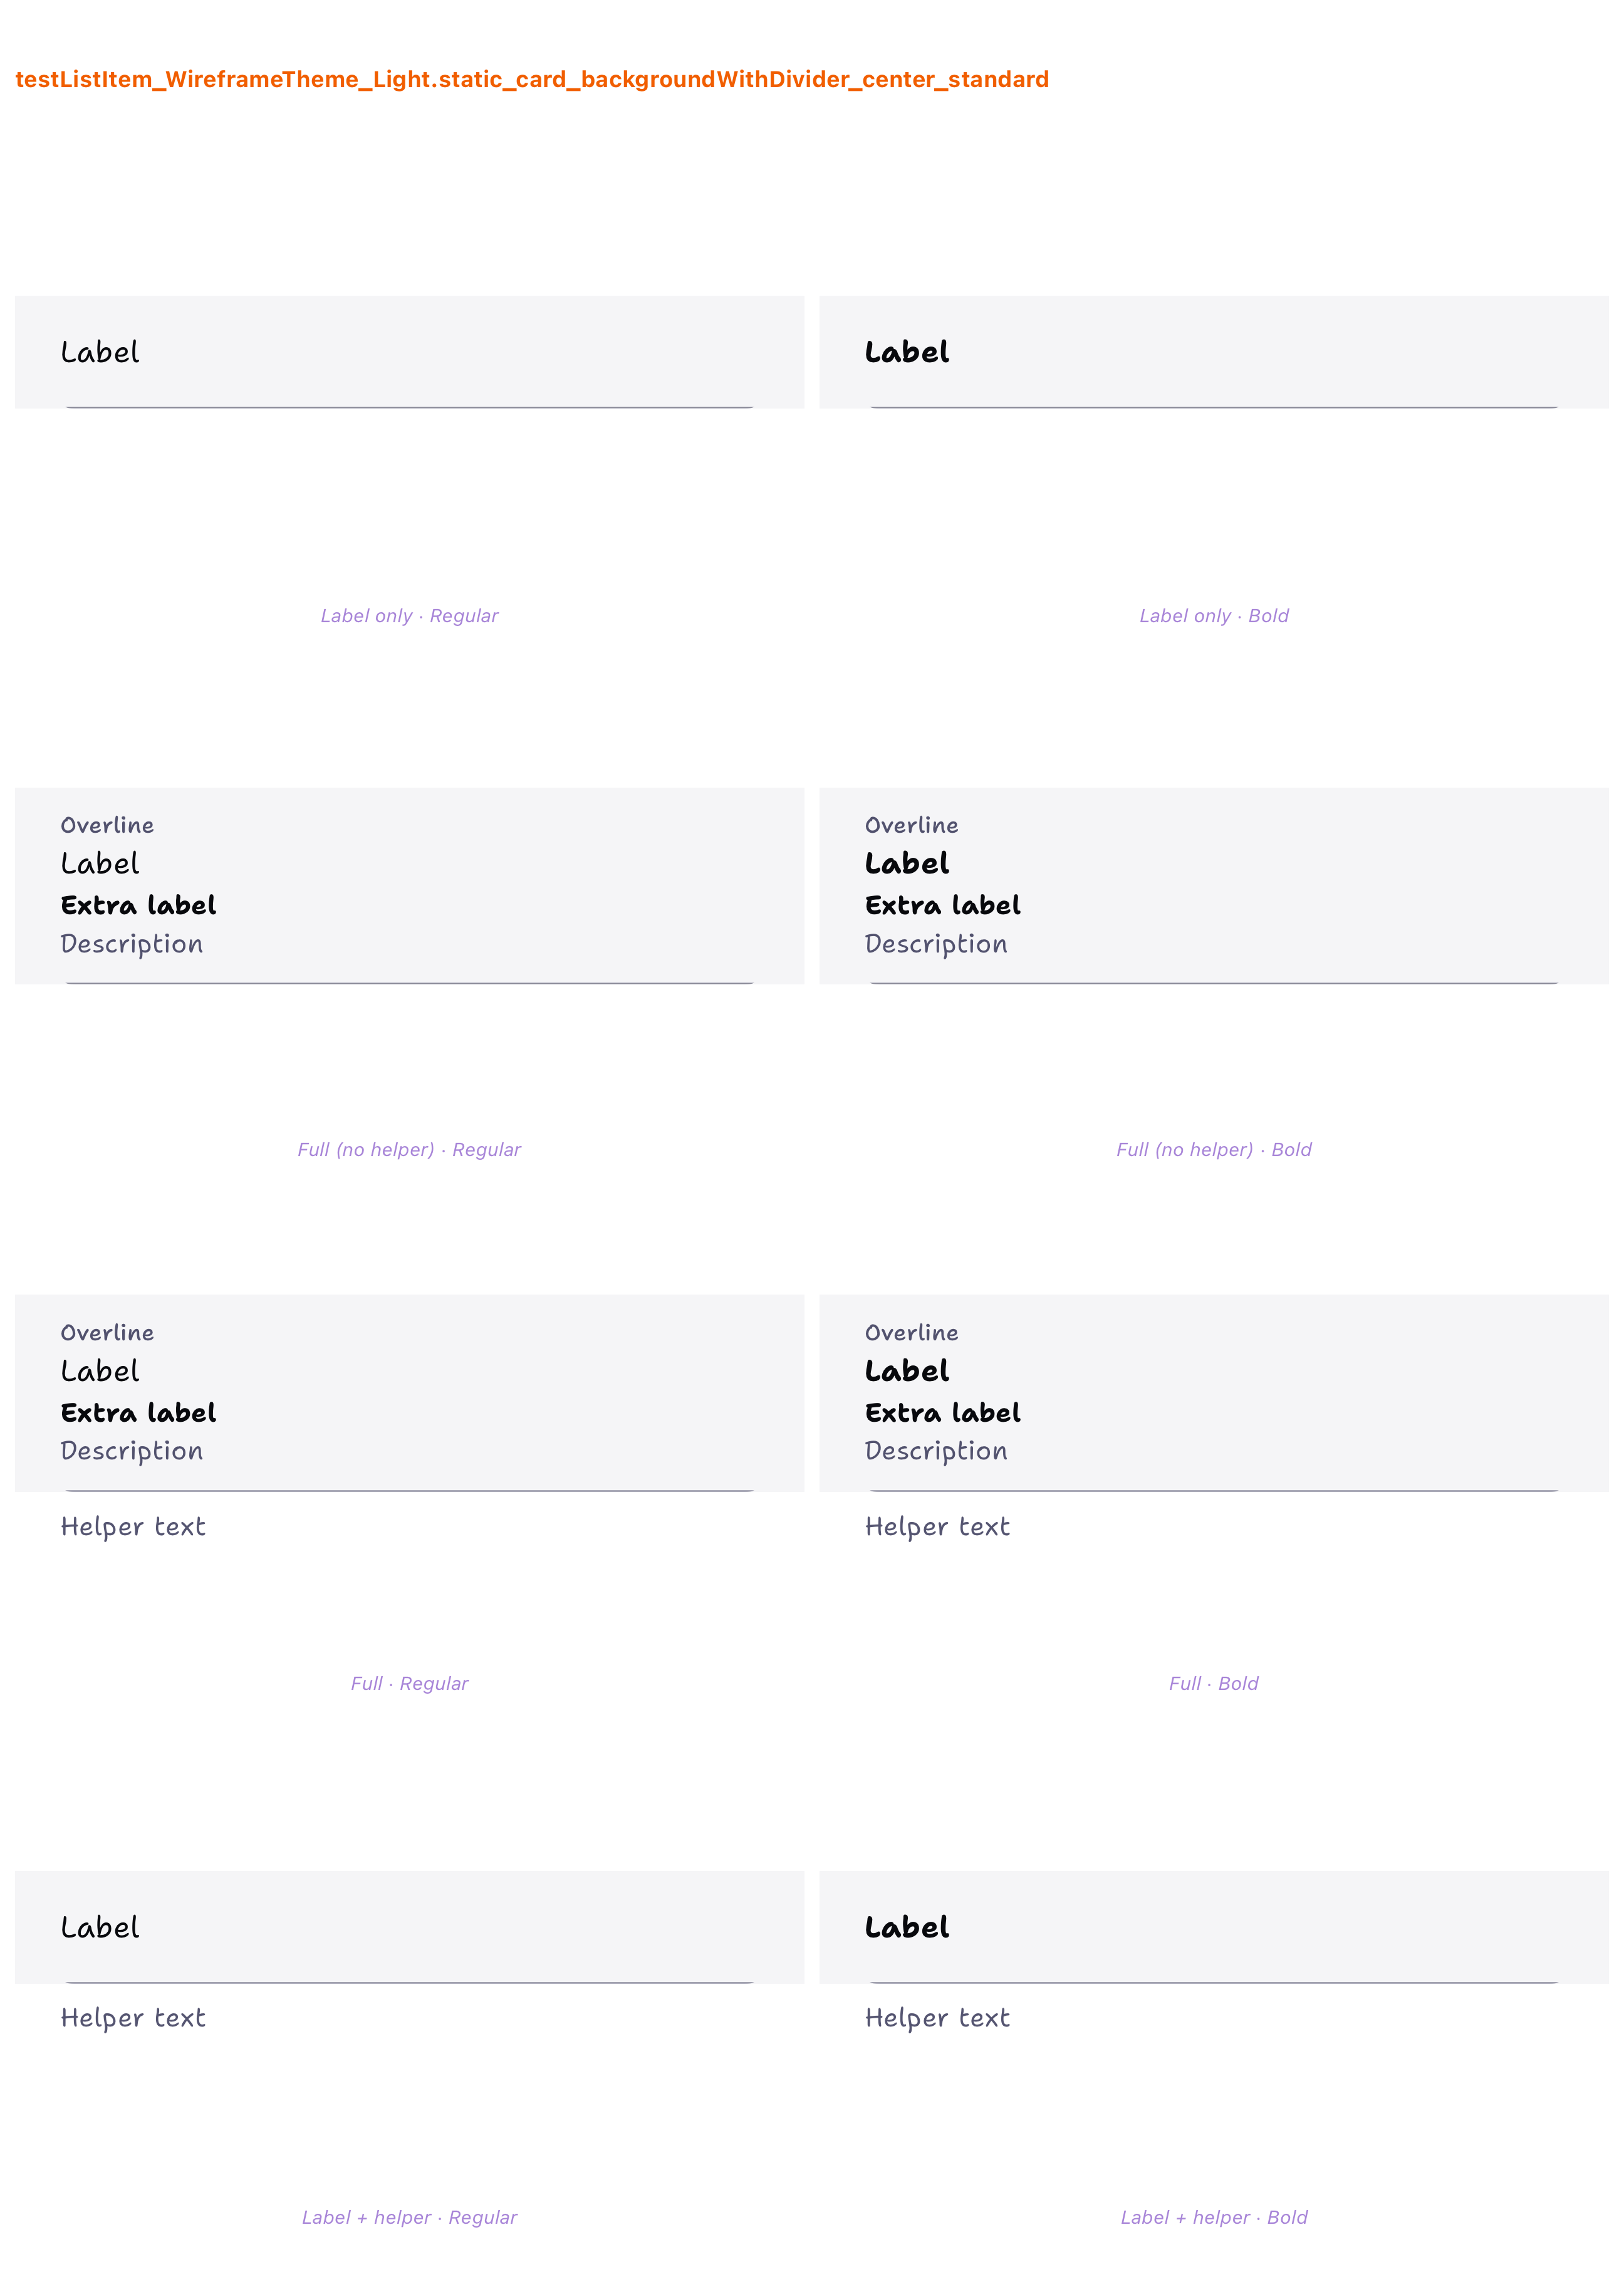 testListItem_WireframeTheme_Light.static_card_backgroundWithDivider_center_standard
Label
Label
Label only · Regular
Label only · Bold
Overline
Label
Extra label
Description
Overline
Label
Extra label
Description
Full (no helper) · Regular
Full (no helper) · Bold
Overline
Label
Extra label
Description
Helper text
Overline
Label
Extra label
Description
Helper text
Full · Regular
Full · Bold
Label
Helper text
Label
Helper text
Label + helper · Regular
Label + helper · Bold